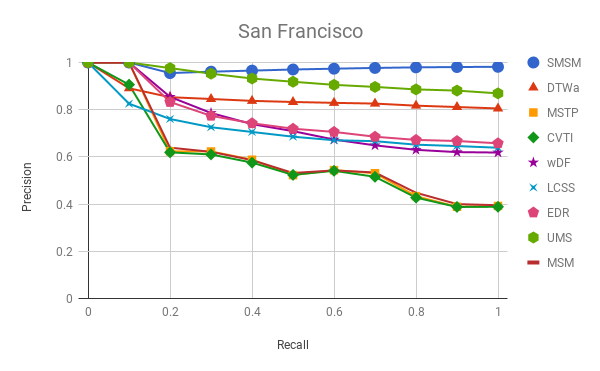 San Francisco
Precision
1
0.8
0.6
0.4
0.2
0
0 0.2 0.4 0.6 0.8 1
Recall
SMSM
DTWa
MSTP
CVTI
wDF
LCSS
EDR
UMS
MSM